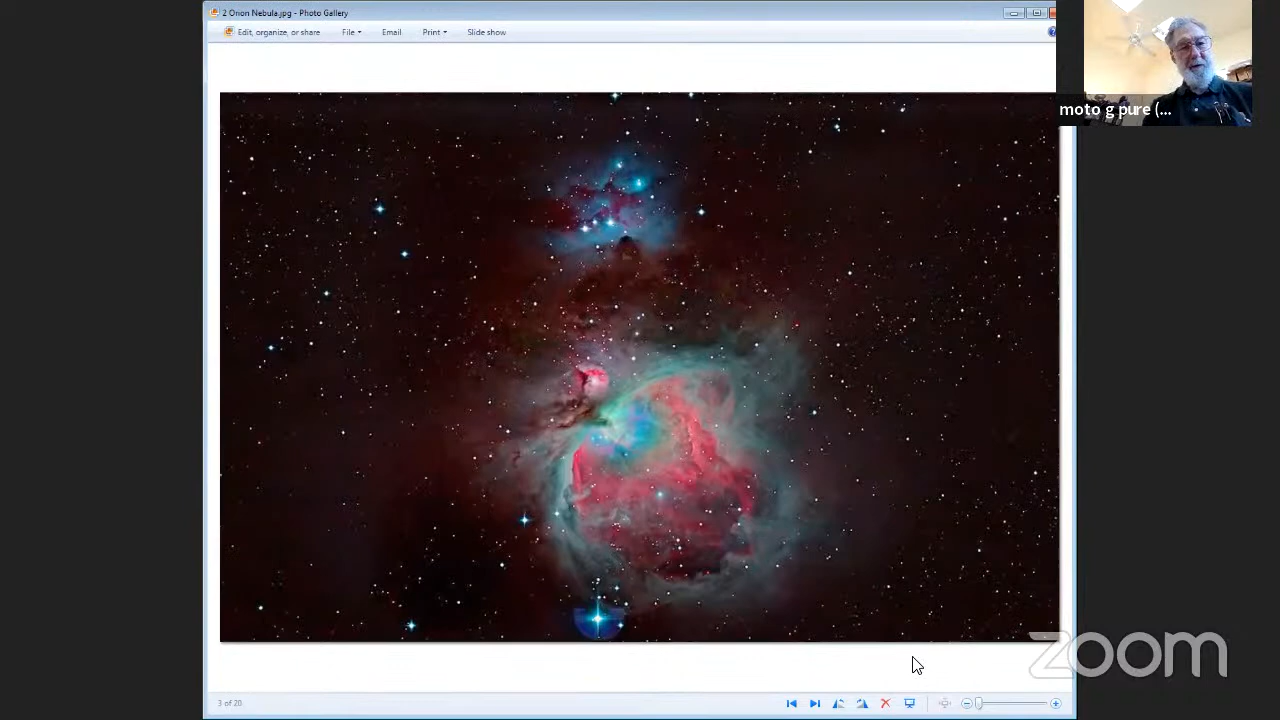 2 Orion Nebula.jpg - Photo Gallery
Edit, organize, or share File Email Print Slide show
moto g pure (...
zoom
3 of 20